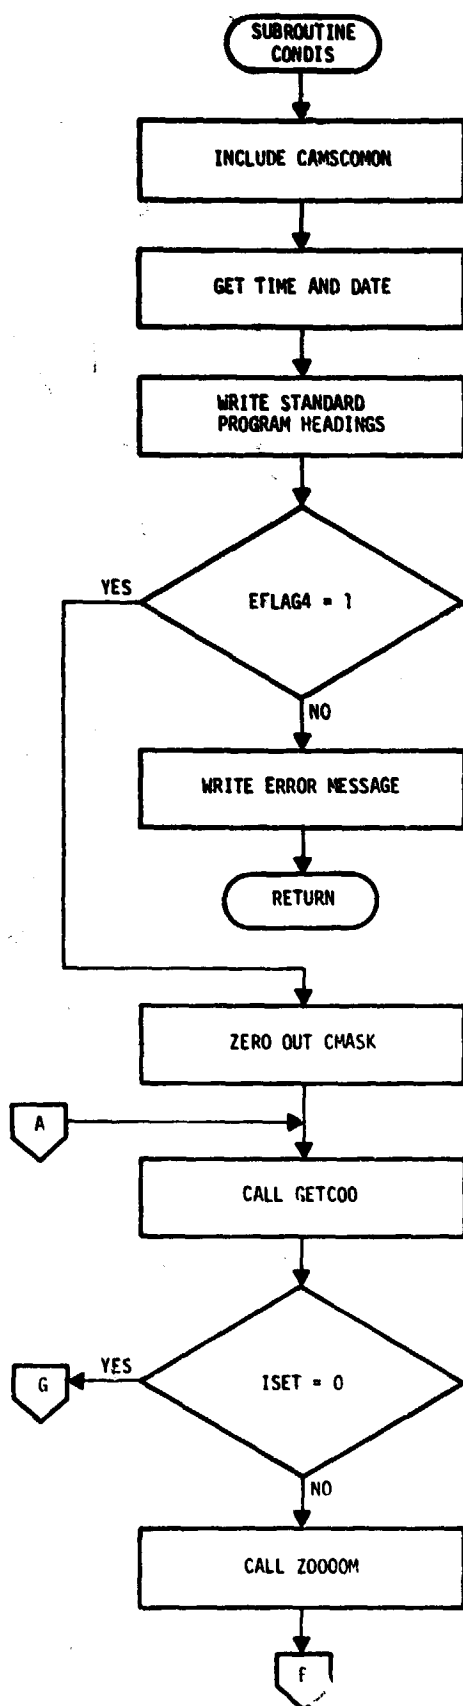 SUBROUTINE
CONDIS
INCLUDE CAMSCOMON
GET TIME AND DATE
WRITE STANDARD
PROGRAM HEADINGS
YES
EFLAG4 = 1
NO
WRITE ERROR MESSAGE
RETURN
ZERO OUT CMASK
A
CALL GETCOO
YES
G
ISET = 0
NO
CALL ZOOOOM
F